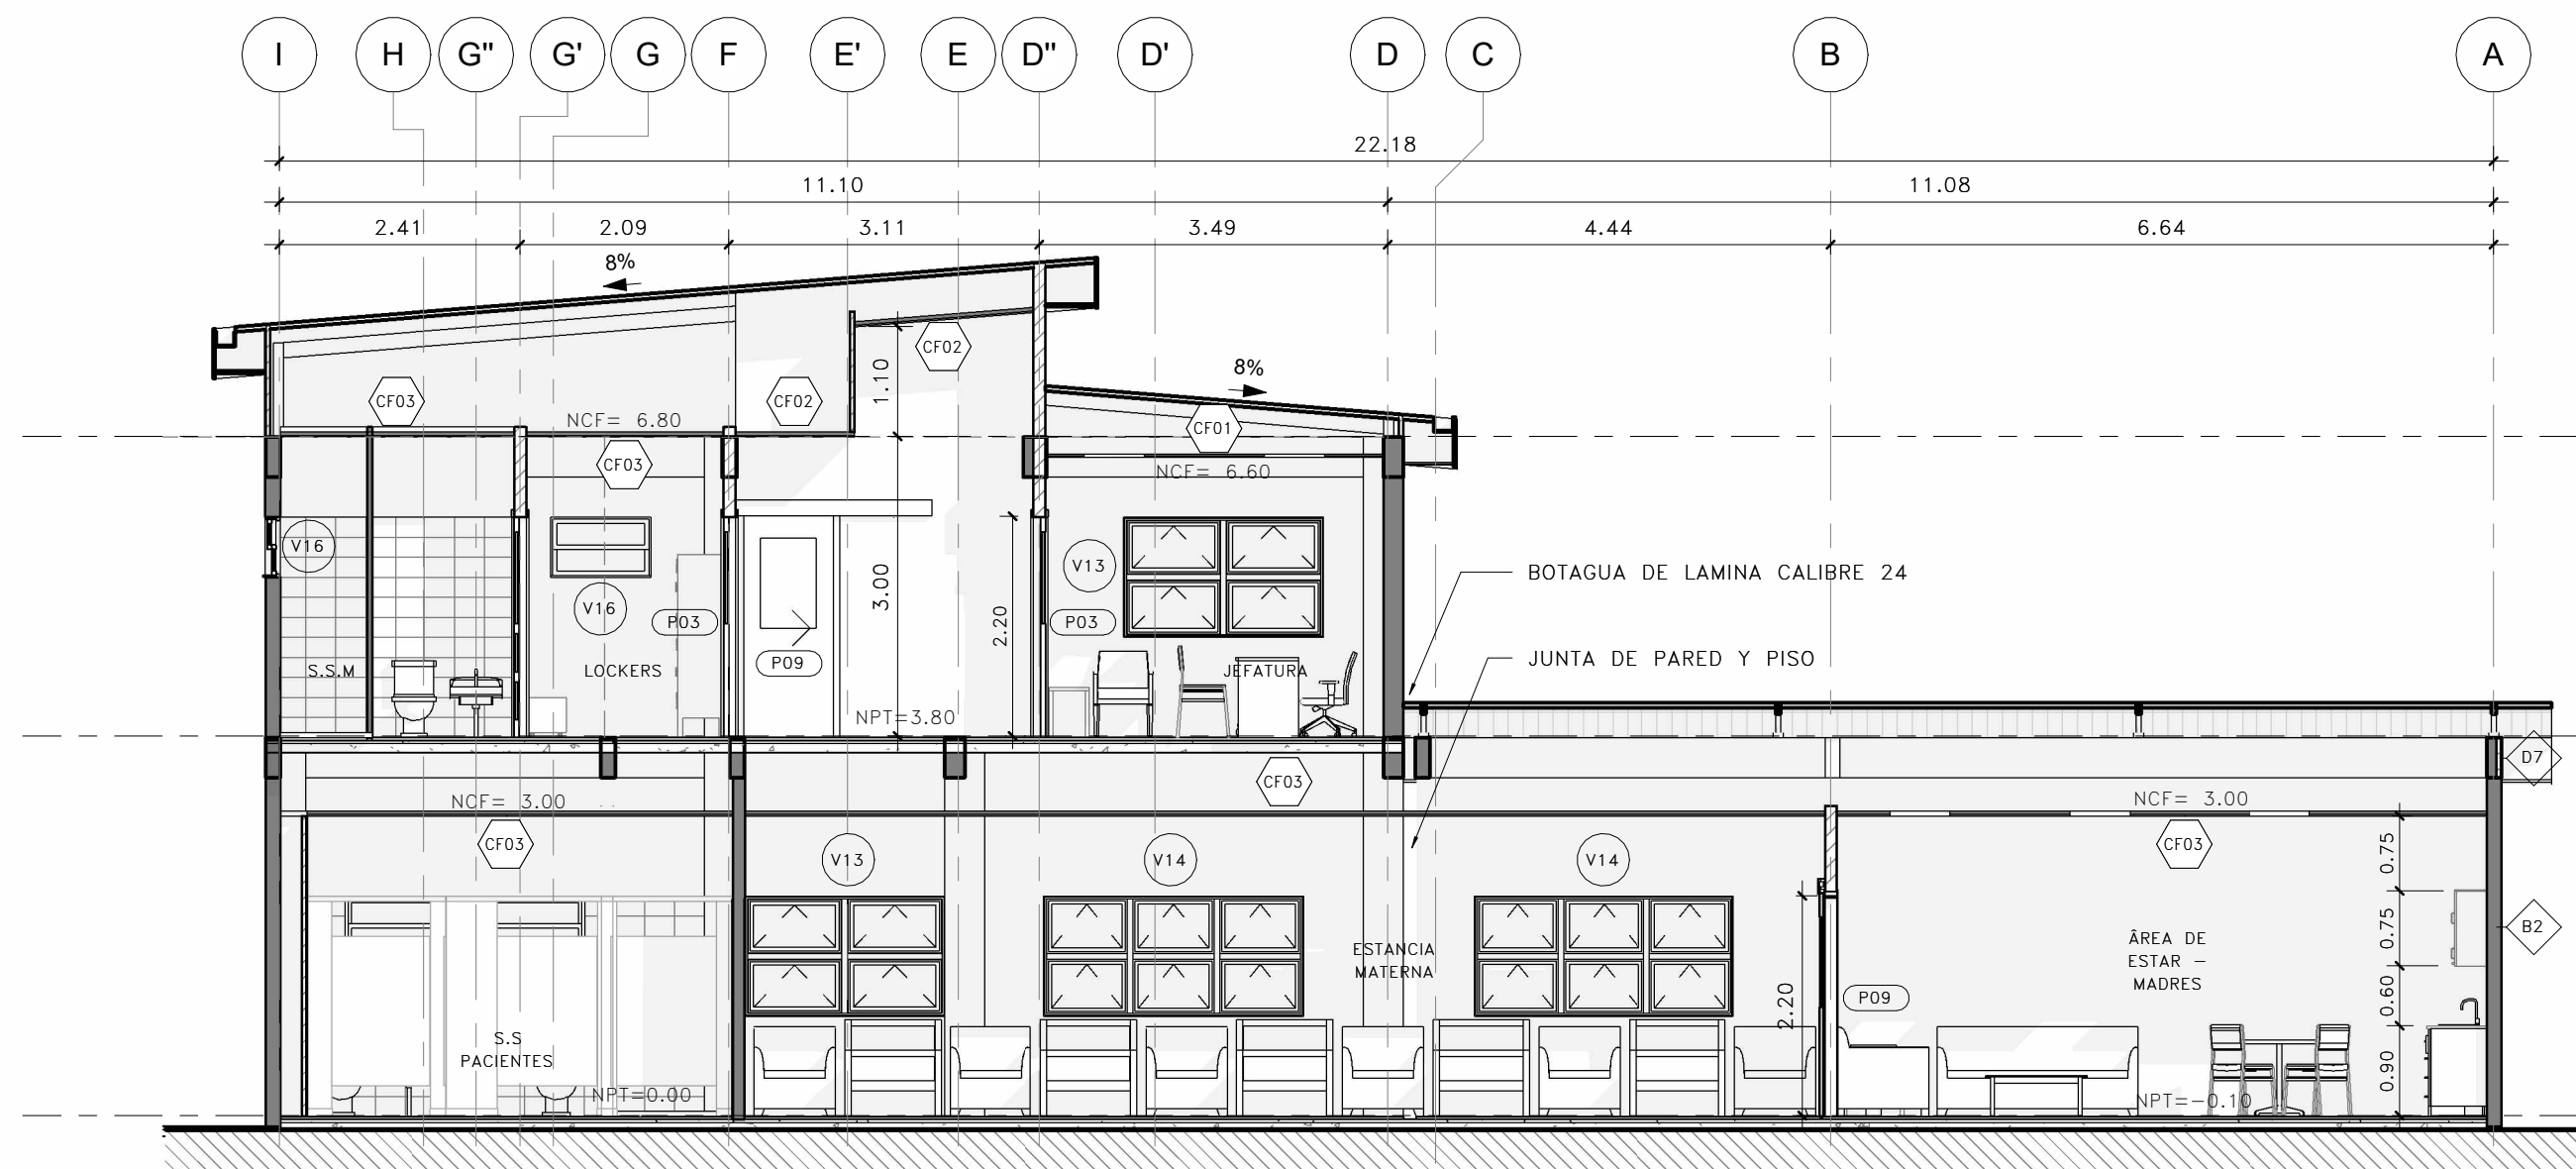 I H G" G' G F E' E D" D' D C B A
22.18
11.10 11.08
2.41 2.09 3.11 3.49 4.44 6.64
8%
CF02
1.10
8%
CF03 CF02
NCF= 6.80
CF01
CF03
NCF= 6.60
V16
V13
BOTAGUA DE LAMINA CALIBRE 24
3.00
V16
P03
2.20
P03
JUNTA DE PARED Y PISO
P09
S.S.M
LOCKERS
JEFATURA
NPT=3.80
D7
CF03
NCF= 3.00
NCF= 3.00
CF03
V13
V14
V14
CF03
0.75
B2
0.75
ESTANCIA
MATERNA
ÂREA DE
ESTAR –
MADRES
2.20
P09
0.60
S.S
PACIENTES
0.90
NPT=0.00
NPT=-0.10